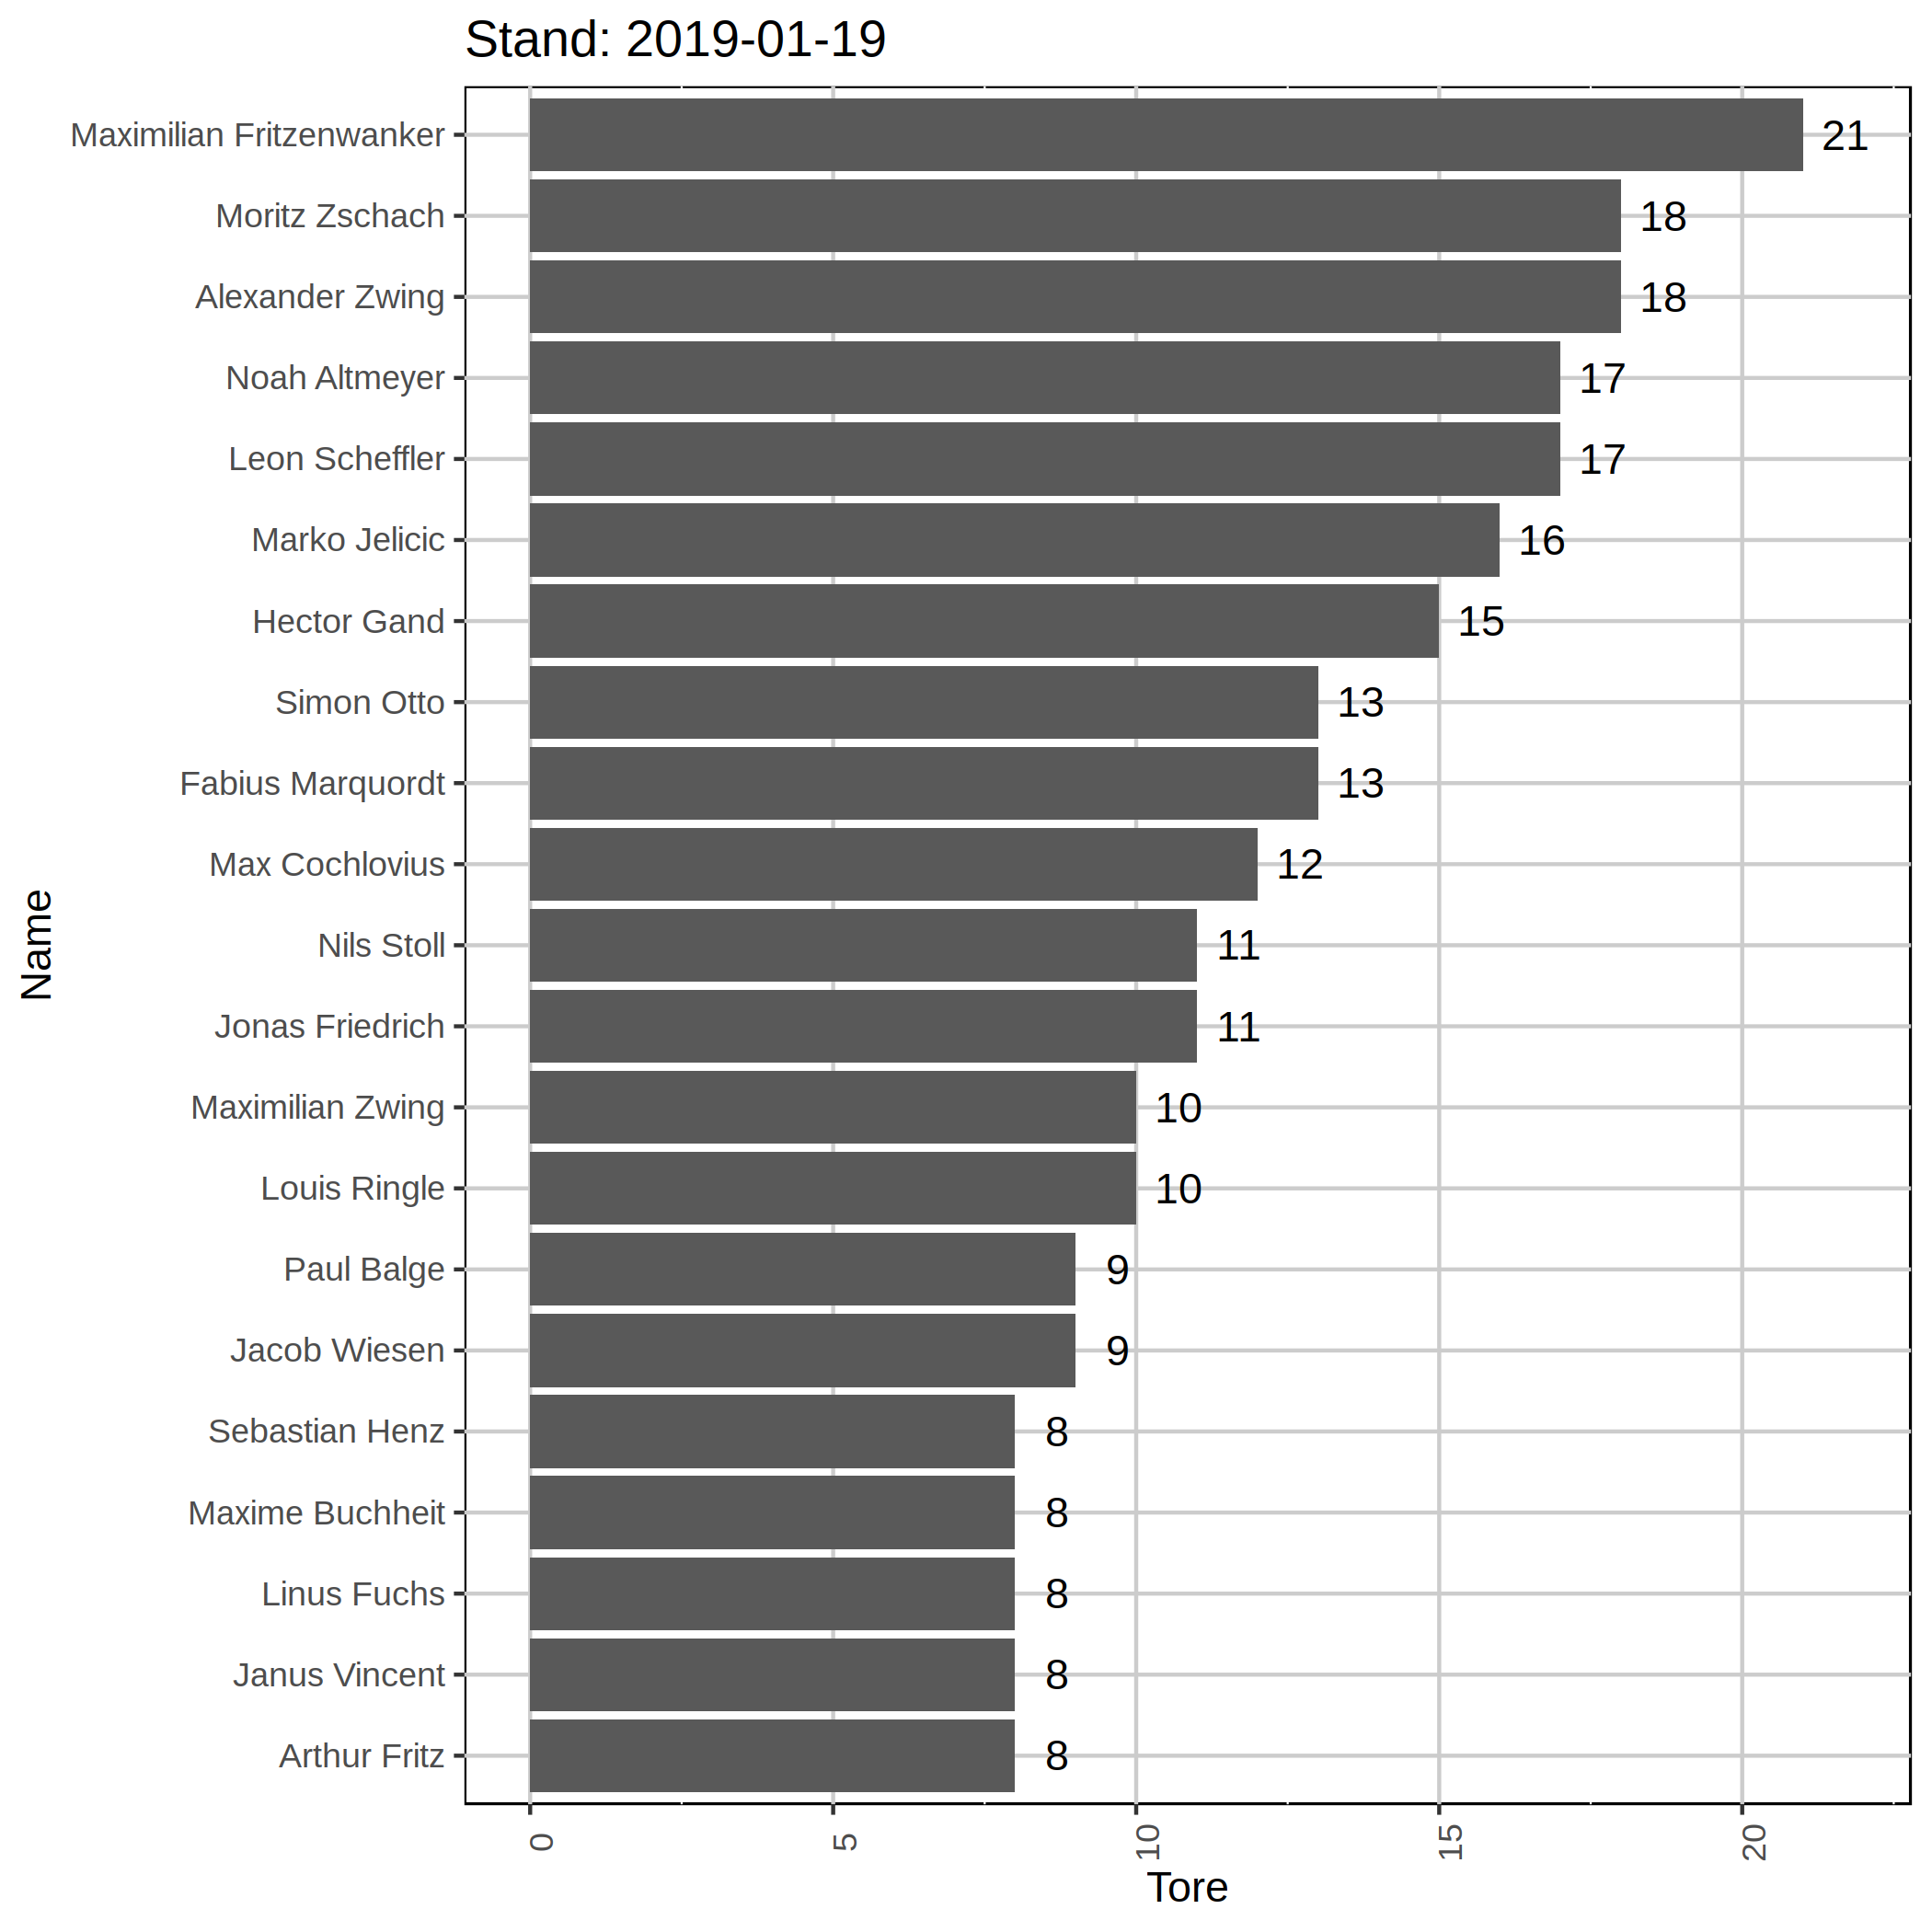 Stand: 2019-01-19
Maximilian Fritzenwanker 21
Moritz Zschach 18
Alexander Zwing 18
Noah Altmeyer 17
Leon Scheffler 17
Marko Jelicic 16
Hector Gand 15
Simon Otto 13
Fabius Marquordt 13
Max Cochlovius 12
Nils Stoll 11
Jonas Friedrich 11
Maximilian Zwing 10
Louis Ringle 10
Paul Balge 9
Jacob Wiesen 9
Sebastian Henz 8
Maxime Buchheit 8
Linus Fuchs 8
Janus Vincent 8
Arthur Fritz 8
Name
0 5 10 15 20
Tore